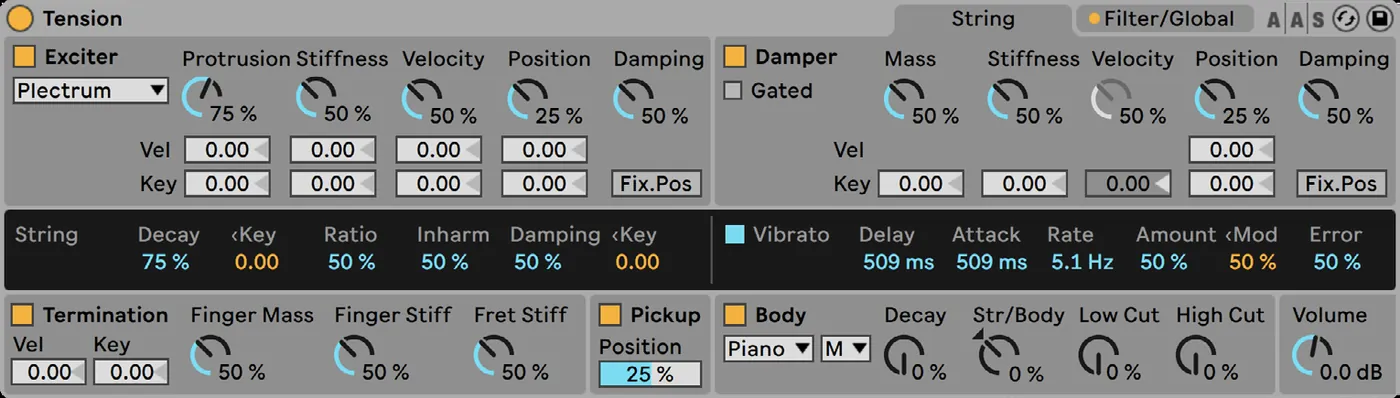 Tension String Filter/Global A A S
Exciter Protrusion Stiffness Velocity Position Damping
Plectrum 75 % 50 % 50 % 25 % 50 %
Vel 0.00 0.00 0.00 0.00
Key 0.00 0.00 0.00 0.00 Fix.Pos
Damper Mass Stiffness Velocity Position Damping
Gated 50 % 50 % 50 % 25 % 50 %
Vel 0.00
Key 0.00 0.00 0.00 0.00 Fix.Pos
String Decay ‹Key Ratio Inharm Damping ‹Key
75 % 0.00 50 % 50 % 50 % 0.00
Vibrato Delay Attack Rate Amount ‹Mod Error
509 ms 509 ms 5.1 Hz 50 % 50 % 50 %
Termination Finger Mass Finger Stiff Fret Stiff
Vel Key
0.00 0.00 50 % 50 % 50 %
Pickup
Position
25 %
Body Decay Str/Body Low Cut High Cut
Piano M 0 % 0 % 0 % 0 %
Volume
0.0 dB